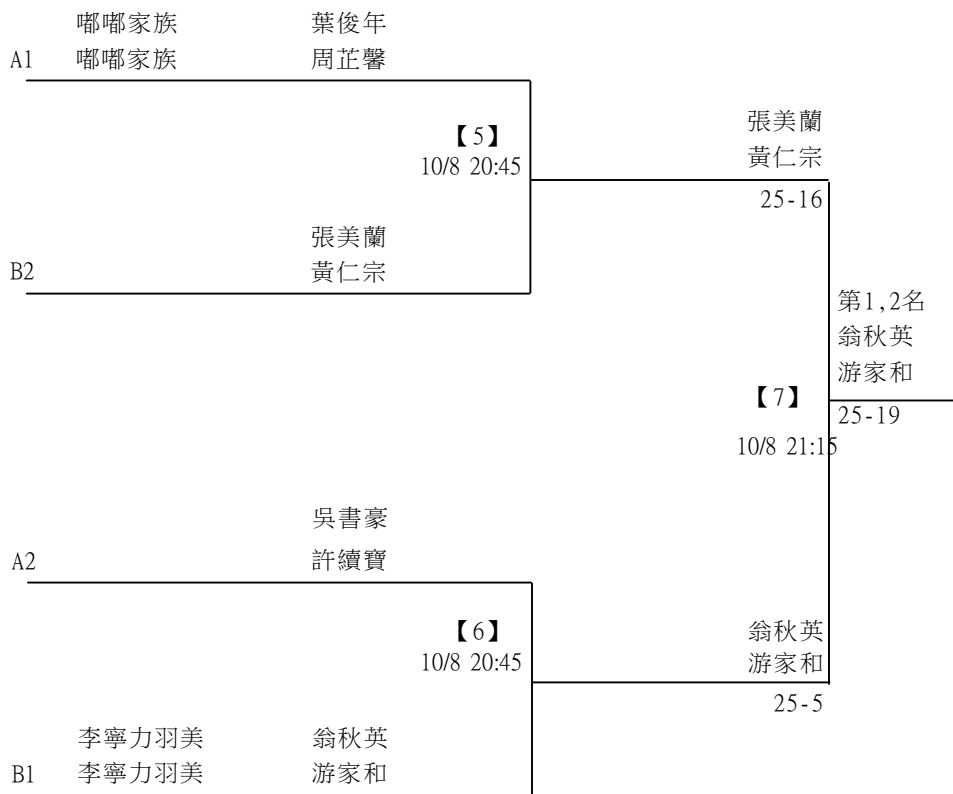 嘟嘟家族 葉俊年
A1 嘟嘟家族 周芷馨
張美蘭
【5】
黃仁宗
10/8 20:45
25-16
張美蘭
B2 黃仁宗
第1,2名
翁秋英
游家和
【7】
25-19
10/8 21:15
吳書豪
A2 許續寶
【6】 翁秋英
10/8 20:45 游家和
25-5
李寧力羽美 翁秋英
B1 李寧力羽美 游家和